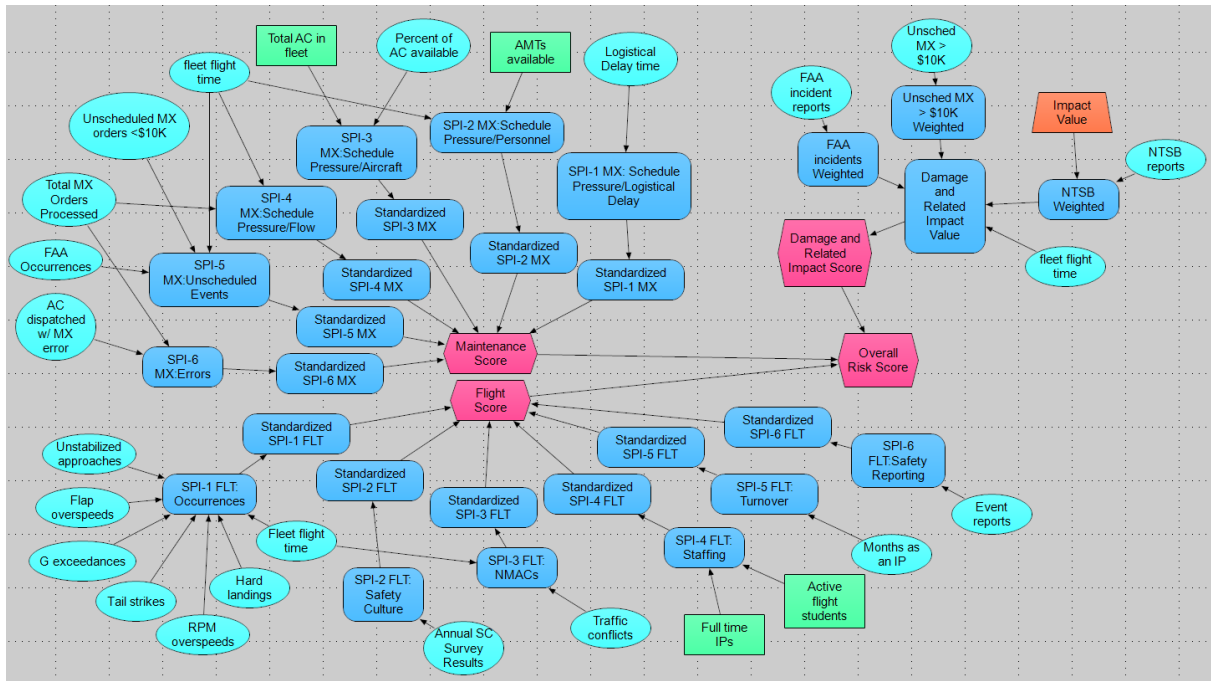 Total AC in
fleet
Percent of
AC available
AMTs
available
Logistical
Delay time
Unsched
MX >
$10K
fleet flight
time
FAA
incident
reports
Unsched MX
> $10K
Weighted
Impact
Value
Unscheduled MX
orders <$10K
SPI-3
MX:Schedule
Pressure/Aircraft
SPI-2 MX:Schedule
Pressure/Personnel
SPI-1 MX: Schedule
Pressure/Logistical
Delay
FAA
incidents
Weighted
NTSB
reports
Total MX
Orders
Processed
SPI-4
MX:Schedule
Pressure/Flow
Standardized
SPI-3 MX
Damage
and
Related
Impact
Value
NTSB
Weighted
FAA
Occurrences
SPI-5
MX:Unscheduled
Events
Standardized
SPI-4 MX
Standardized
SPI-2 MX
Standardized
SPI-1 MX
Damage and
Related
Impact Score
fleet flight
time
AC
dispatched
w/ MX
error
Standardized
SPI-5 MX
SPI-6
MX:Errors
Standardized
SPI-6 MX
Maintenance
Score
Overall
Risk Score
Flight
Score
Standardized
SPI-1 FLT
Standardized
SPI-6 FLT
Unstabilized
approaches
Standardized
SPI-2 FLT
Standardized
SPI-5 FLT
SPI-6
FLT:Safety
Reporting
SPI-1 FLT:
Occurrences
Standardized
SPI-3 FLT
Standardized
SPI-4 FLT
SPI-5 FLT:
Turnover
Flap
overspeeds
Event
reports
G exceedances
Fleet flight
time
SPI-3 FLT:
NMACs
SPI-4 FLT:
Staffing
Months as
an IP
Tail strikes
Hard
landings
SPI-2 FLT:
Safety
Culture
Active
flight
students
RPM
overspeeds
Annual SC
Survey
Results
Traffic
conflicts
Full time
IPs